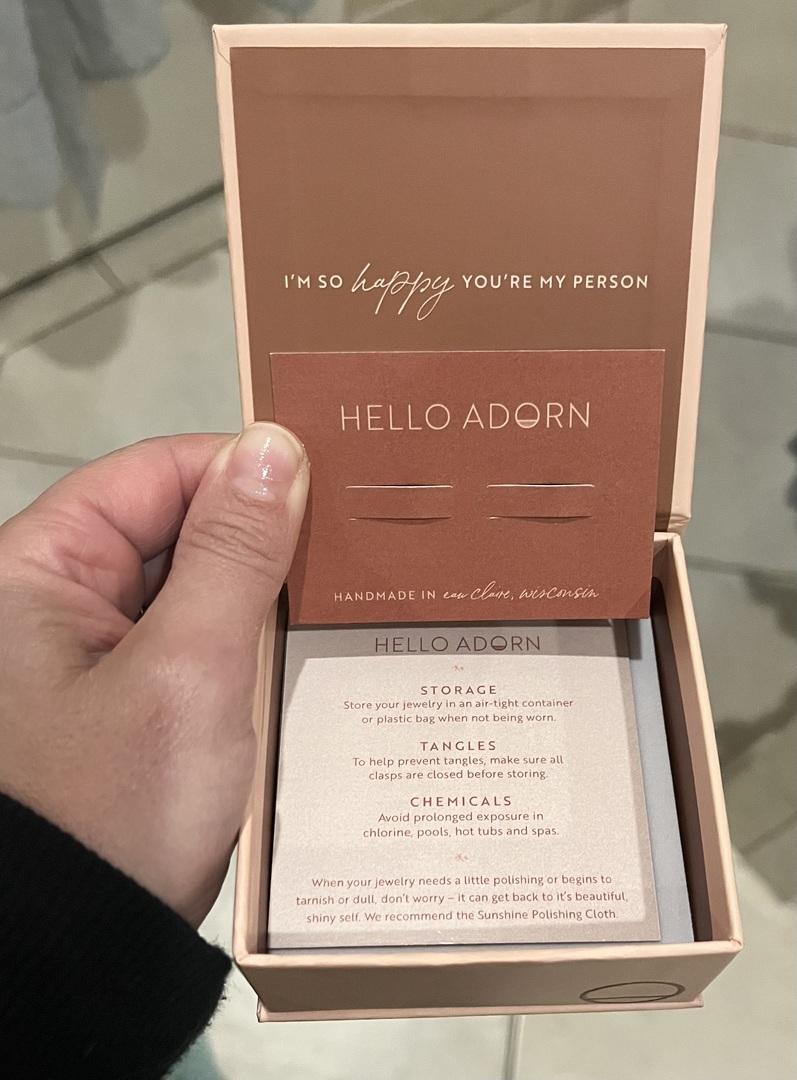 I'M SO happy YOU'RE MY PERSON
HELLO ADORN
HANDMADE IN eau claire, wisconsin
HELLO ADORN
STORAGE
Store your jewelry in an air-tight container
or plastic bag when not being worn.
TANGLES
To help prevent tangles, make sure all
clasps are closed before storing.
CHEMICALS
Avoid prolonged exposure in
chlorine, pools, hot tubs and spas.
When your jewelry needs a little polishing or begins to
tarnish or dull, don't worry – it can get back to it's beautiful,
shiny self. We recommend the Sunshine Polishing Cloth.